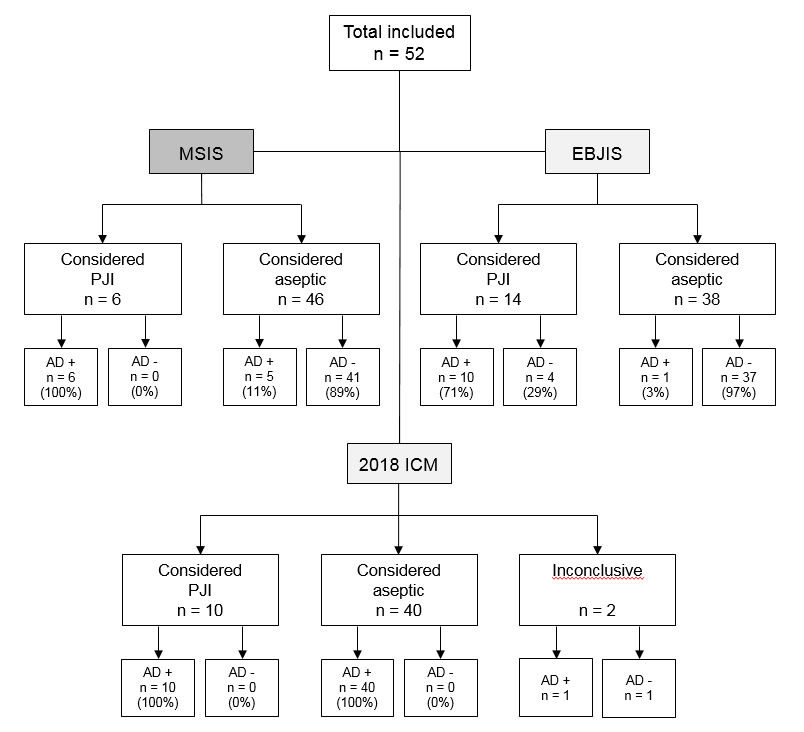 Total included
n = 52
MSIS
EBJIS
Considered
PJI
n = 6
Considered
aseptic
n = 46
Considered
PJI
n = 14
Considered
aseptic
n = 38
AD +
n = 6
(100%)
AD -
n = 0
(0%)
AD +
n = 5
(11%)
AD -
n = 41
(89%)
AD +
n = 10
(71%)
AD -
n = 4
(29%)
AD +
n = 1
(3%)
AD -
n = 37
(97%)
2018 ICM
Considered
PJI
n = 10
Considered
aseptic
n = 40
Inconclusive
n = 2
AD +
n = 10
(100%)
AD -
n = 0
(0%)
AD +
n = 40
(100%)
AD -
n = 0
(0%)
AD +
n = 1
AD -
n = 1